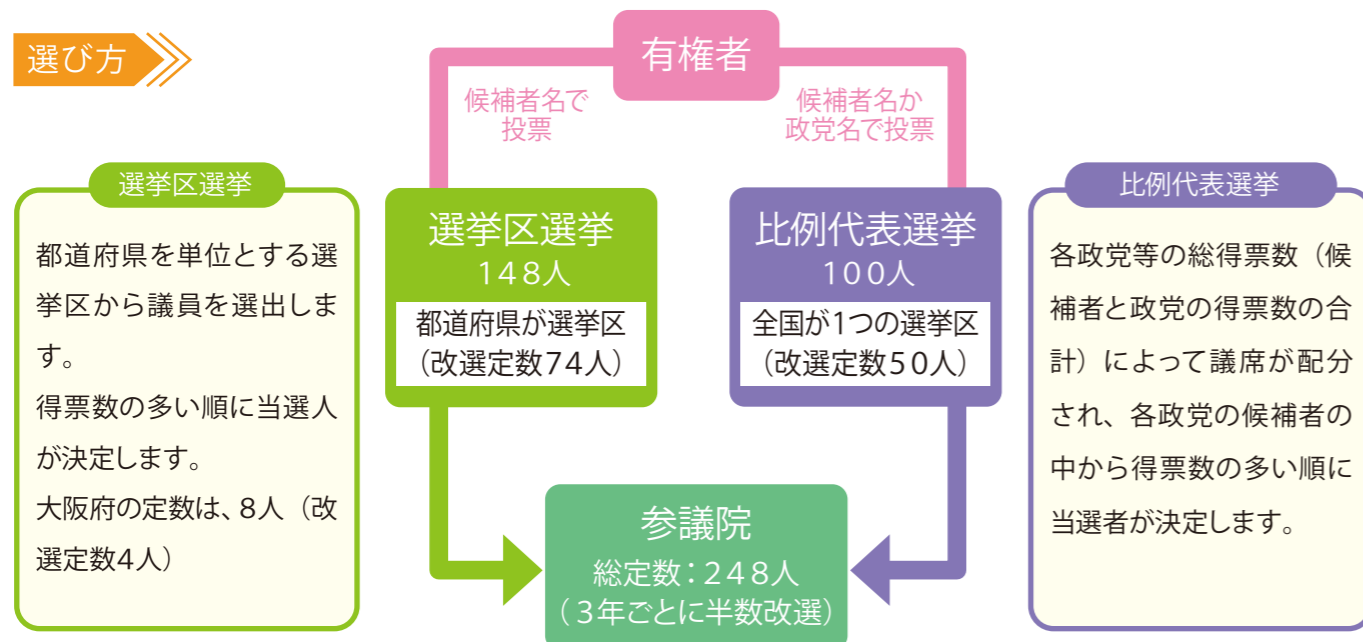 選び方
有権者
候補者名で
投票
候補者名か
政党名で投票
選挙区選挙
都道府県を単位とする選
挙区から議員を選出しま
す。
得票数の多い順に当選人
が決定します。
大阪府の定数は、8人（改
選定数4人）
選挙区選挙
148人
都道府県が選挙区
（改選定数74人）
比例代表選挙
100人
全国が1つの選挙区
（改選定数50人）
比例代表選挙
各政党等の総得票数（候
補者と政党の得票数の合
計）によって議席が配分
され、各政党の候補者の
中から得票数の多い順に
当選者が決定します。
参議院
総定数：248人
（3年ごとに半数改選）